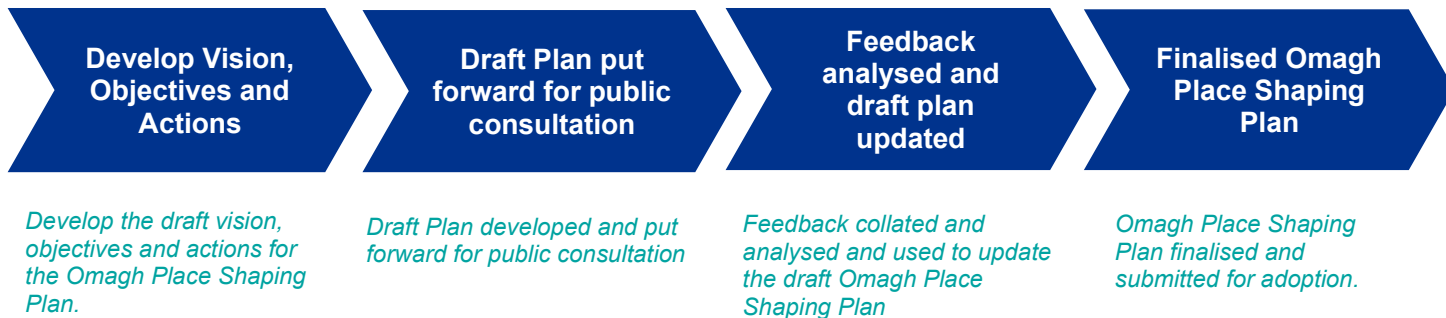 Develop Vision,
Objectives and
Actions
Draft Plan put
forward for public
consultation
Feedback
analysed and
draft plan
updated
Finalised Omagh
Place Shaping
Plan
Develop the draft vision,
objectives and actions for
the Omagh Place Shaping
Plan.
Draft Plan developed and put
forward for public consultation
Feedback collated and
analysed and used to update
the draft Omagh Place
Shaping Plan
Omagh Place Shaping
Plan finalised and
submitted for adoption.